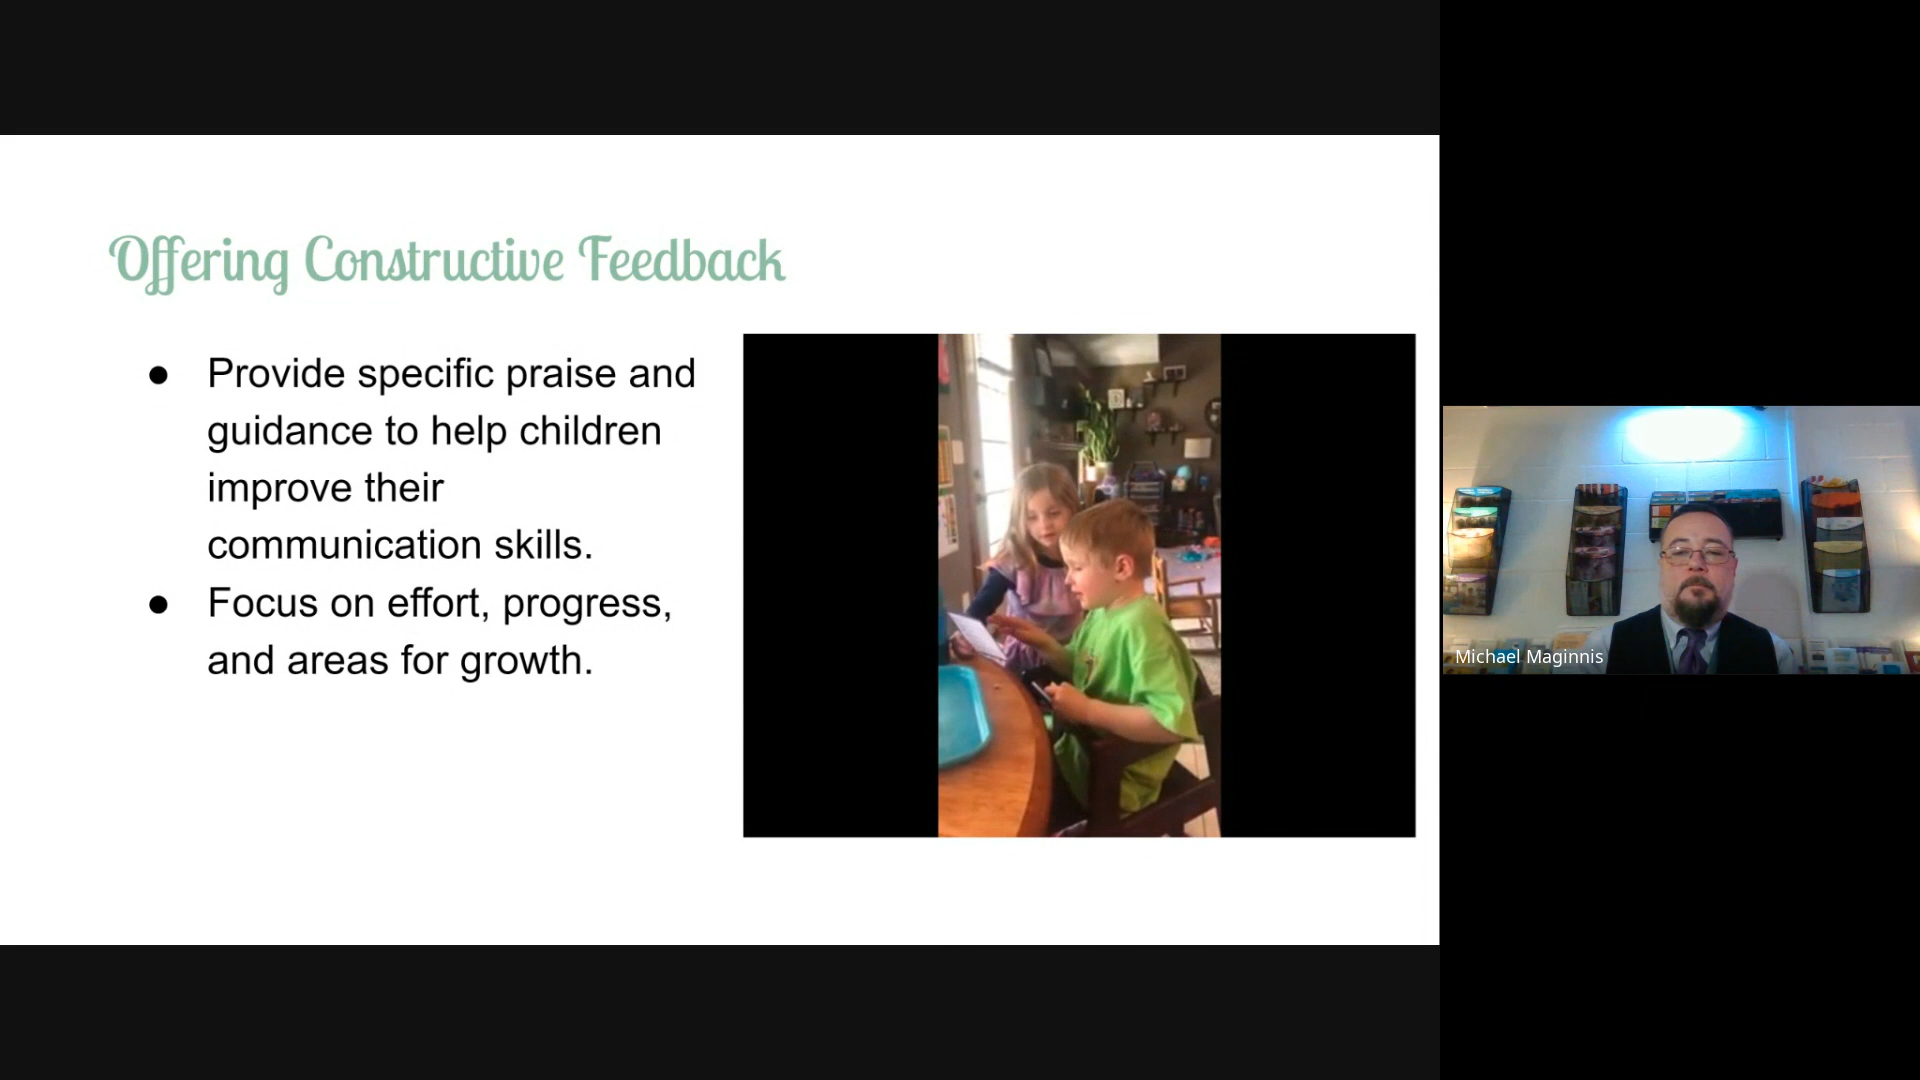 Offering Constructive Feedback
● Provide specific praise and
guidance to help children
improve their
communication skills.
● Focus on effort, progress,
and areas for growth.
Michael Maginnis